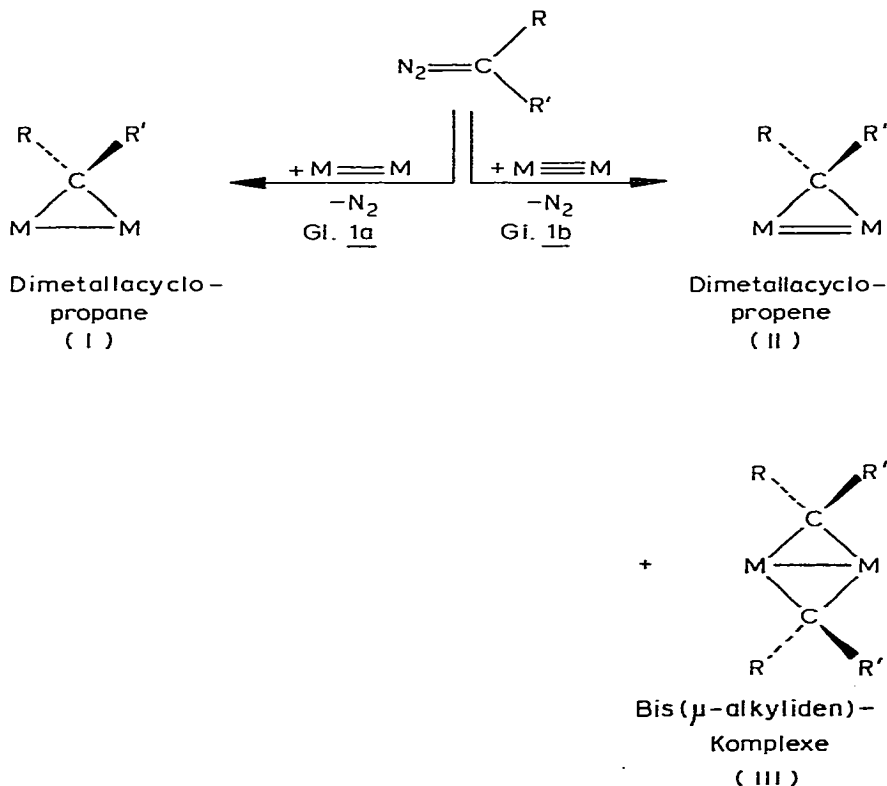 R
N₂=C
R'
R R'
C
M—M
+ M=M
−N₂
Gl. 1a
+ M≡M
−N₂
Gl. 1b
R R'
C
M=M
Dimetallacyclo-
propane
( I )
Dimetallacyclo-
propene
(II)
R R'
C
+ M—M
C
R R'
Bis(μ-alkyliden)-
Komplexe
( III )